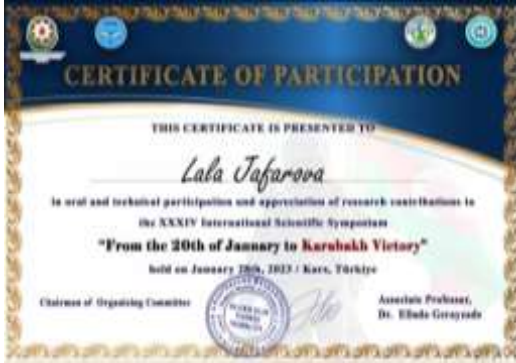 CERTIFICATE OF PARTICIPATION
THIS CERTIFICATE IS PRESENTED TO
Lala Jafarova
in oral and technical participation and appreciation of research contributions to
the XXXIV International Scientific Symposium
"From the 20th of January to Karabakh Victory"
held on January 28th, 2023 / Kars, Türkiye
Chairman of Organizing Committee
Associate Professor,
Dr.